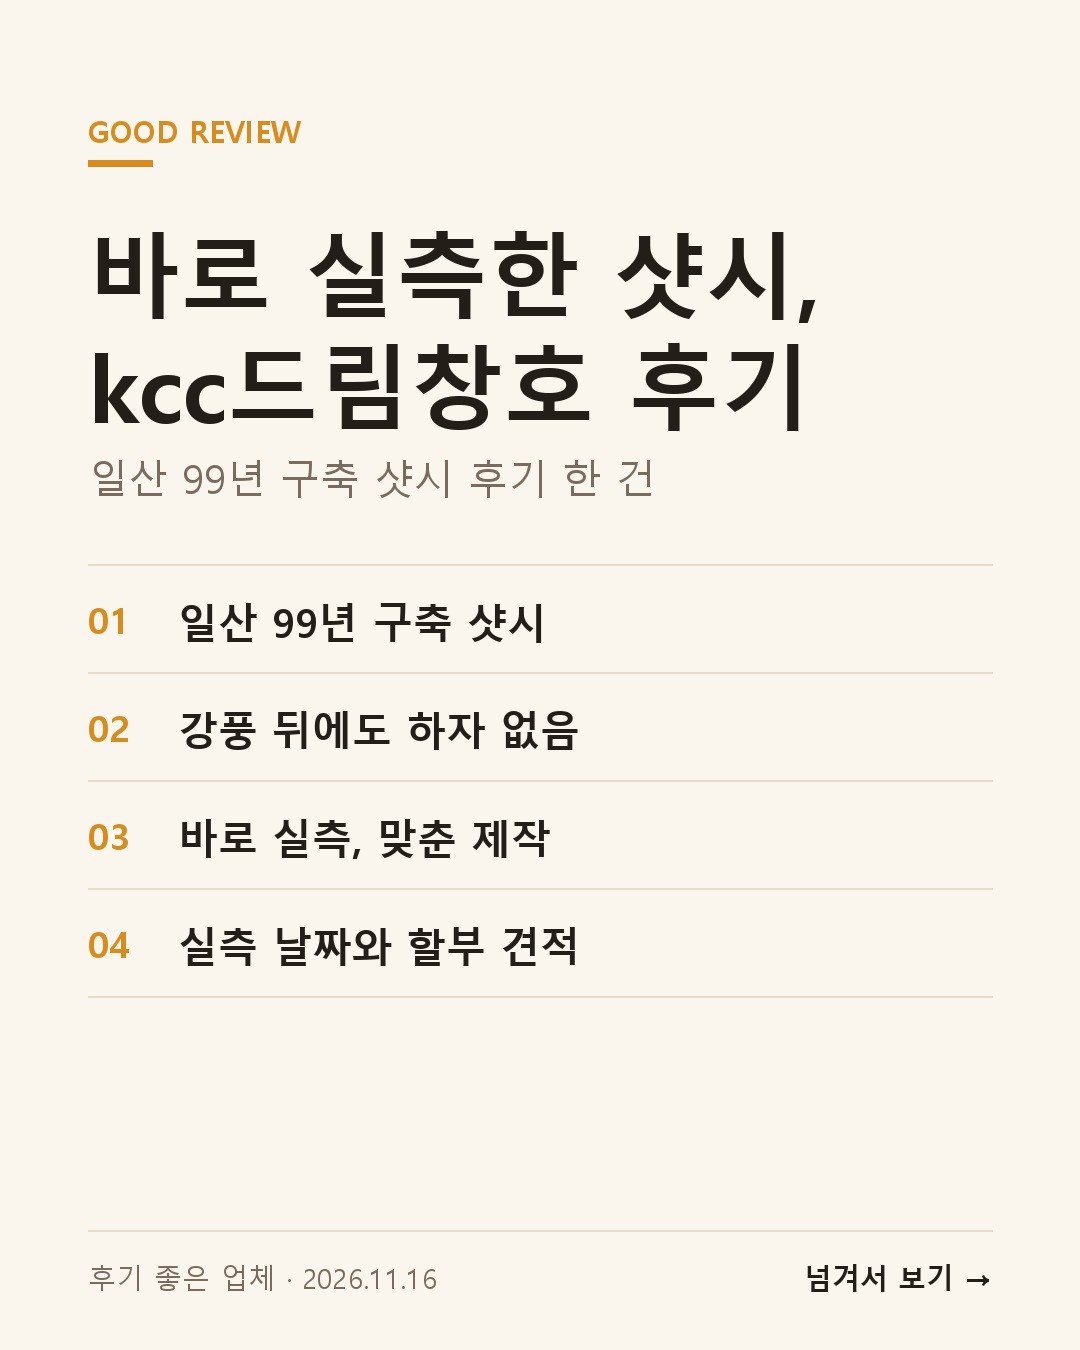 GOOD REVIEW
바로 실측한 샷시,
kcc드림창호 후기
일산 99년 구축 샷시 후기 한 건
01 일산 99년 구축 샷시
02 강풍 뒤에도 하자 없음
03 바로 실측, 맞춘 제작
04 실측 날짜와 할부 견적
후기 좋은 업체 · 2026.11.16
넘겨서 보기 →